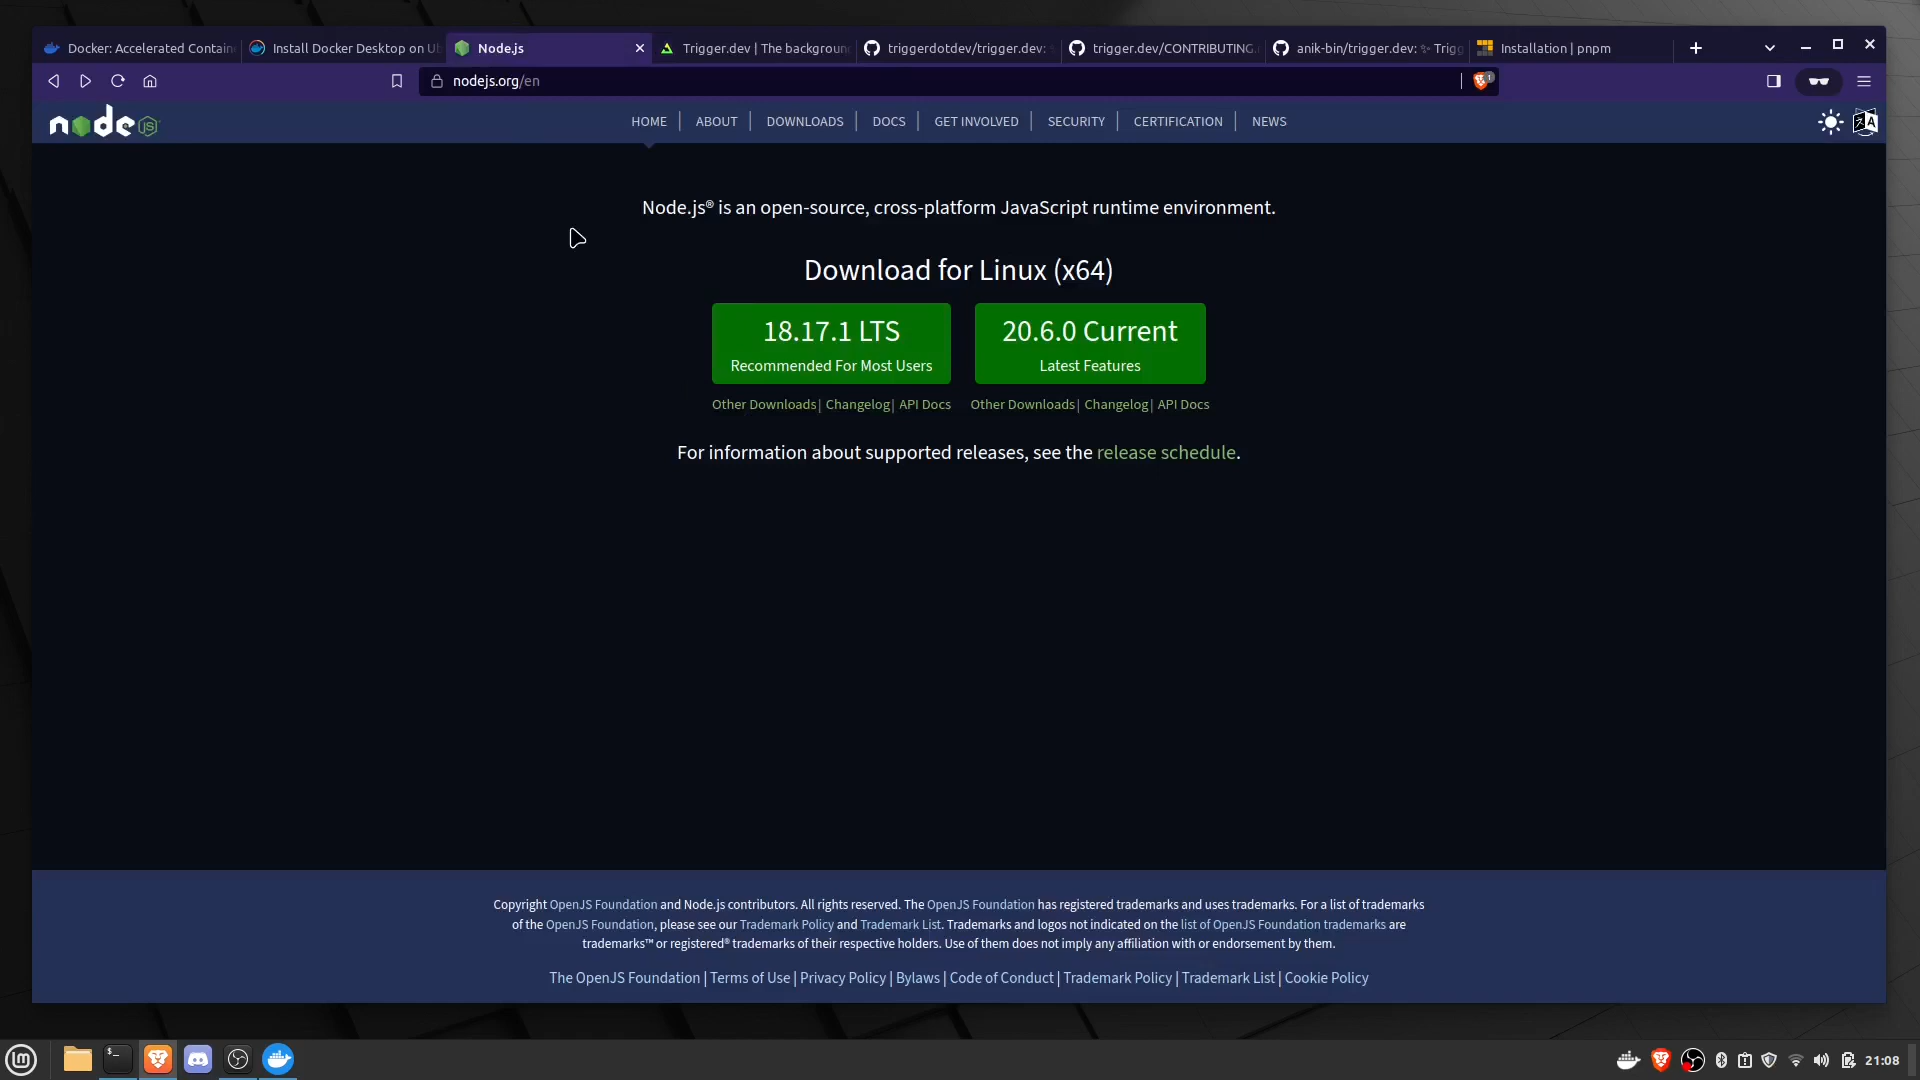 Docker: Accelerated Contain
Install Docker Desktop on Ub
Node.js
Trigger.dev | The backgroun
triggerdotdev/trigger.dev:
trigger.dev/CONTRIBUTING.
anik-bin/trigger.dev: ✨ Trigg
Installation | pnpm
nodejs.org/en
1
node
JS
HOME
ABOUT
DOWNLOADS
DOCS
GET INVOLVED
SECURITY
CERTIFICATION
NEWS
Node.js® is an open-source, cross-platform JavaScript runtime environment.
Download for Linux (x64)
18.17.1 LTS
Recommended For Most Users
20.6.0 Current
Latest Features
Other Downloads | Changelog | API Docs
Other Downloads | Changelog | API Docs
For information about supported releases, see the release schedule.
Copyright OpenJS Foundation and Node.js contributors. All rights reserved. The OpenJS Foundation has registered trademarks and uses trademarks. For a list of trademarks
of the OpenJS Foundation, please see our Trademark Policy and Trademark List. Trademarks and logos not indicated on the list of OpenJS Foundation trademarks are
trademarks™ or registered® trademarks of their respective holders. Use of them does not imply any affiliation with or endorsement by them.
The OpenJS Foundation | Terms of Use | Privacy Policy | Bylaws | Code of Conduct | Trademark Policy | Trademark List | Cookie Policy
21:08